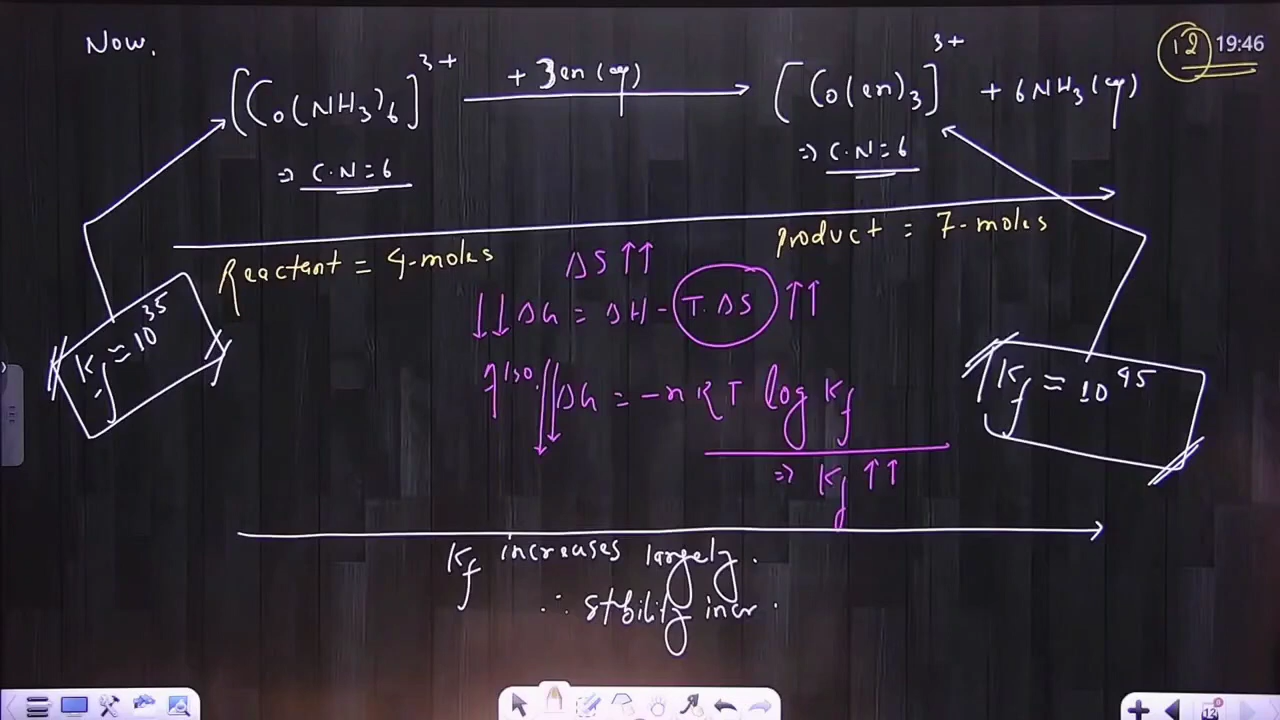 Now.
12 19:46
[Co(NH3)6]3+ +3en(aq) → [Co(en)3]3+ + 6NH3(aq)
⇒ C.N=6
⇒ C.N=6
Reactant = 4-moles
Product = 7-moles
ΔS ↑↑
↓↓ ΔG = ΔH - T.ΔS ↑↑
Kf ≈ 10^35
↓↓ ΔG = -nRT log Kf
Kf ≈ 10^45
⇒ Kf ↑↑
Kf increases largely.
∴ stbility incr.
12